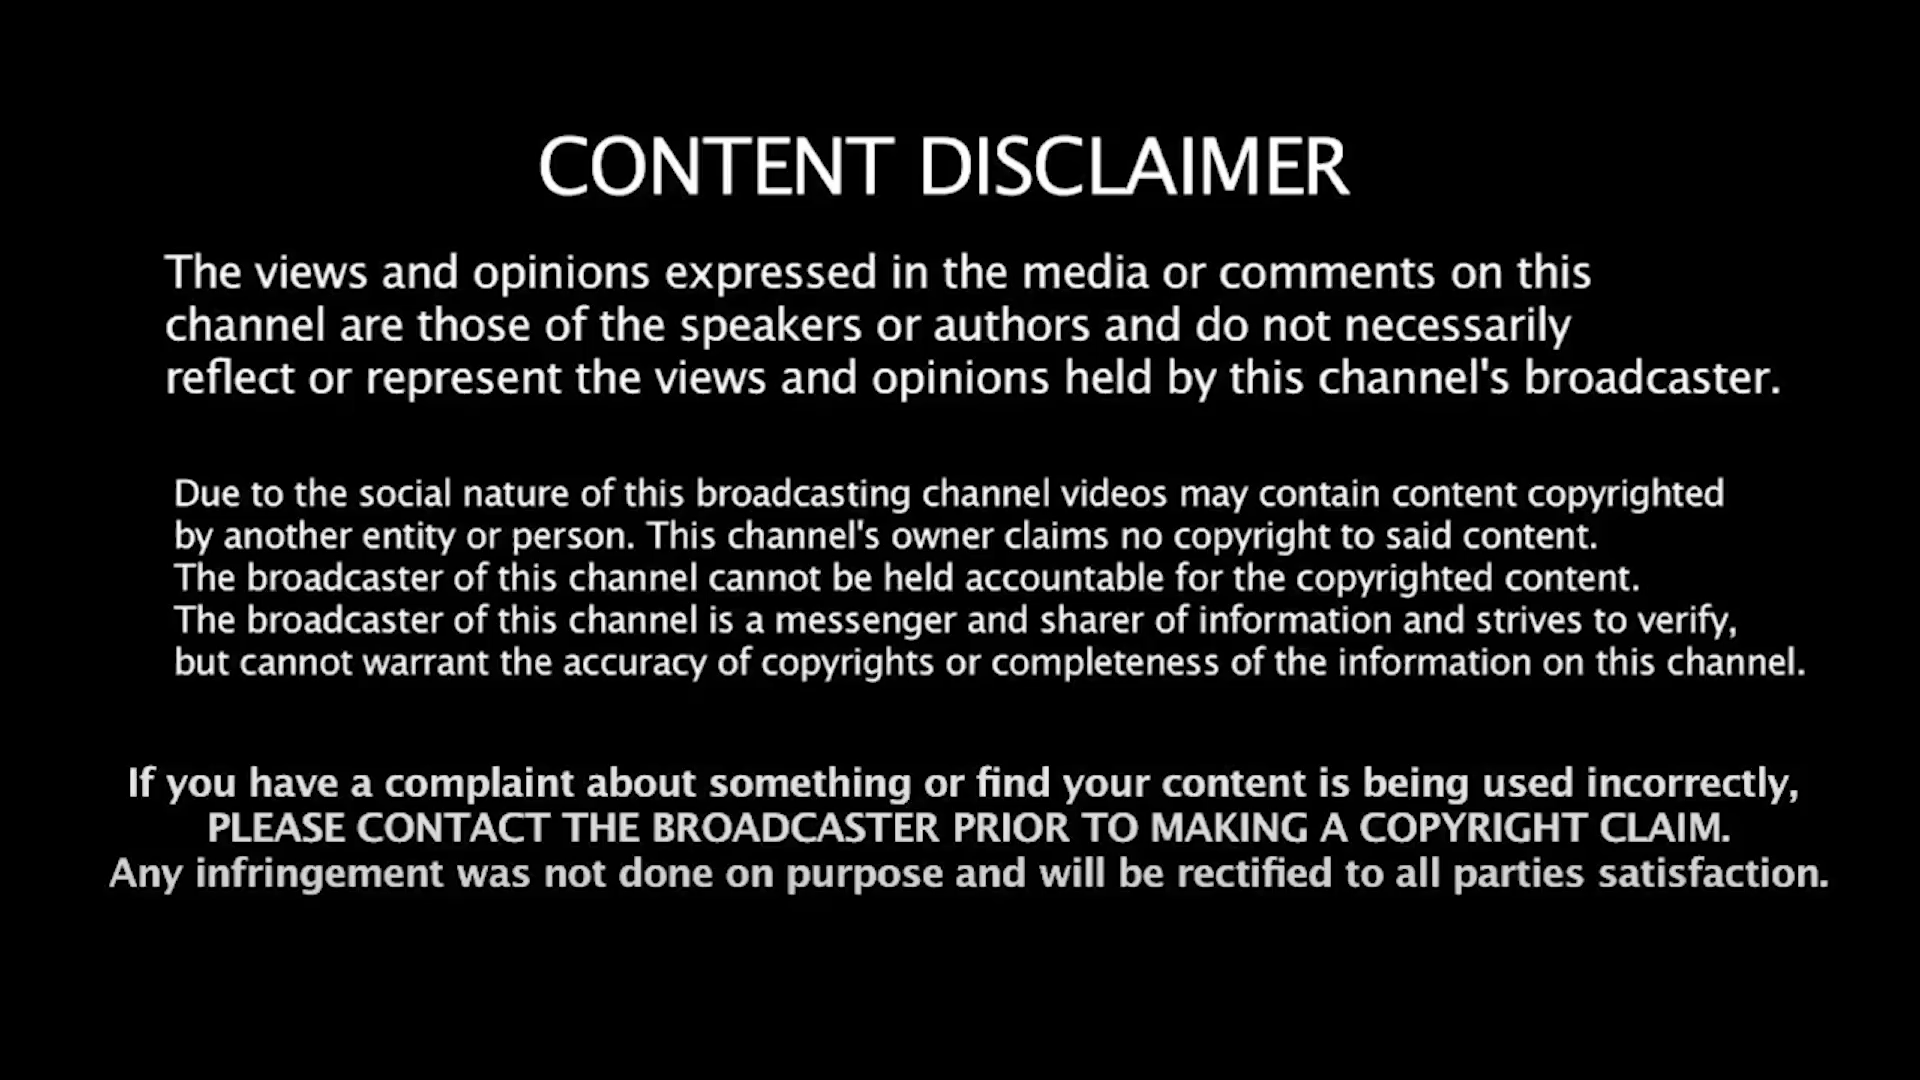 CONTENT DISCLAIMER
The views and opinions expressed in the media or comments on this
channel are those of the speakers or authors and do not necessarily
reflect or represent the views and opinions held by this channel's broadcaster.
Due to the social nature of this broadcasting channel videos may contain content copyrighted
by another entity or person. This channel's owner claims no copyright to said content.
The broadcaster of this channel cannot be held accountable for the copyrighted content.
The broadcaster of this channel is a messenger and sharer of information and strives to verify,
but cannot warrant the accuracy of copyrights or completeness of the information on this channel.
If you have a complaint about something or find your content is being used incorrectly,
PLEASE CONTACT THE BROADCASTER PRIOR TO MAKING A COPYRIGHT CLAIM.
Any infringement was not done on purpose and will be rectified to all parties satisfaction.